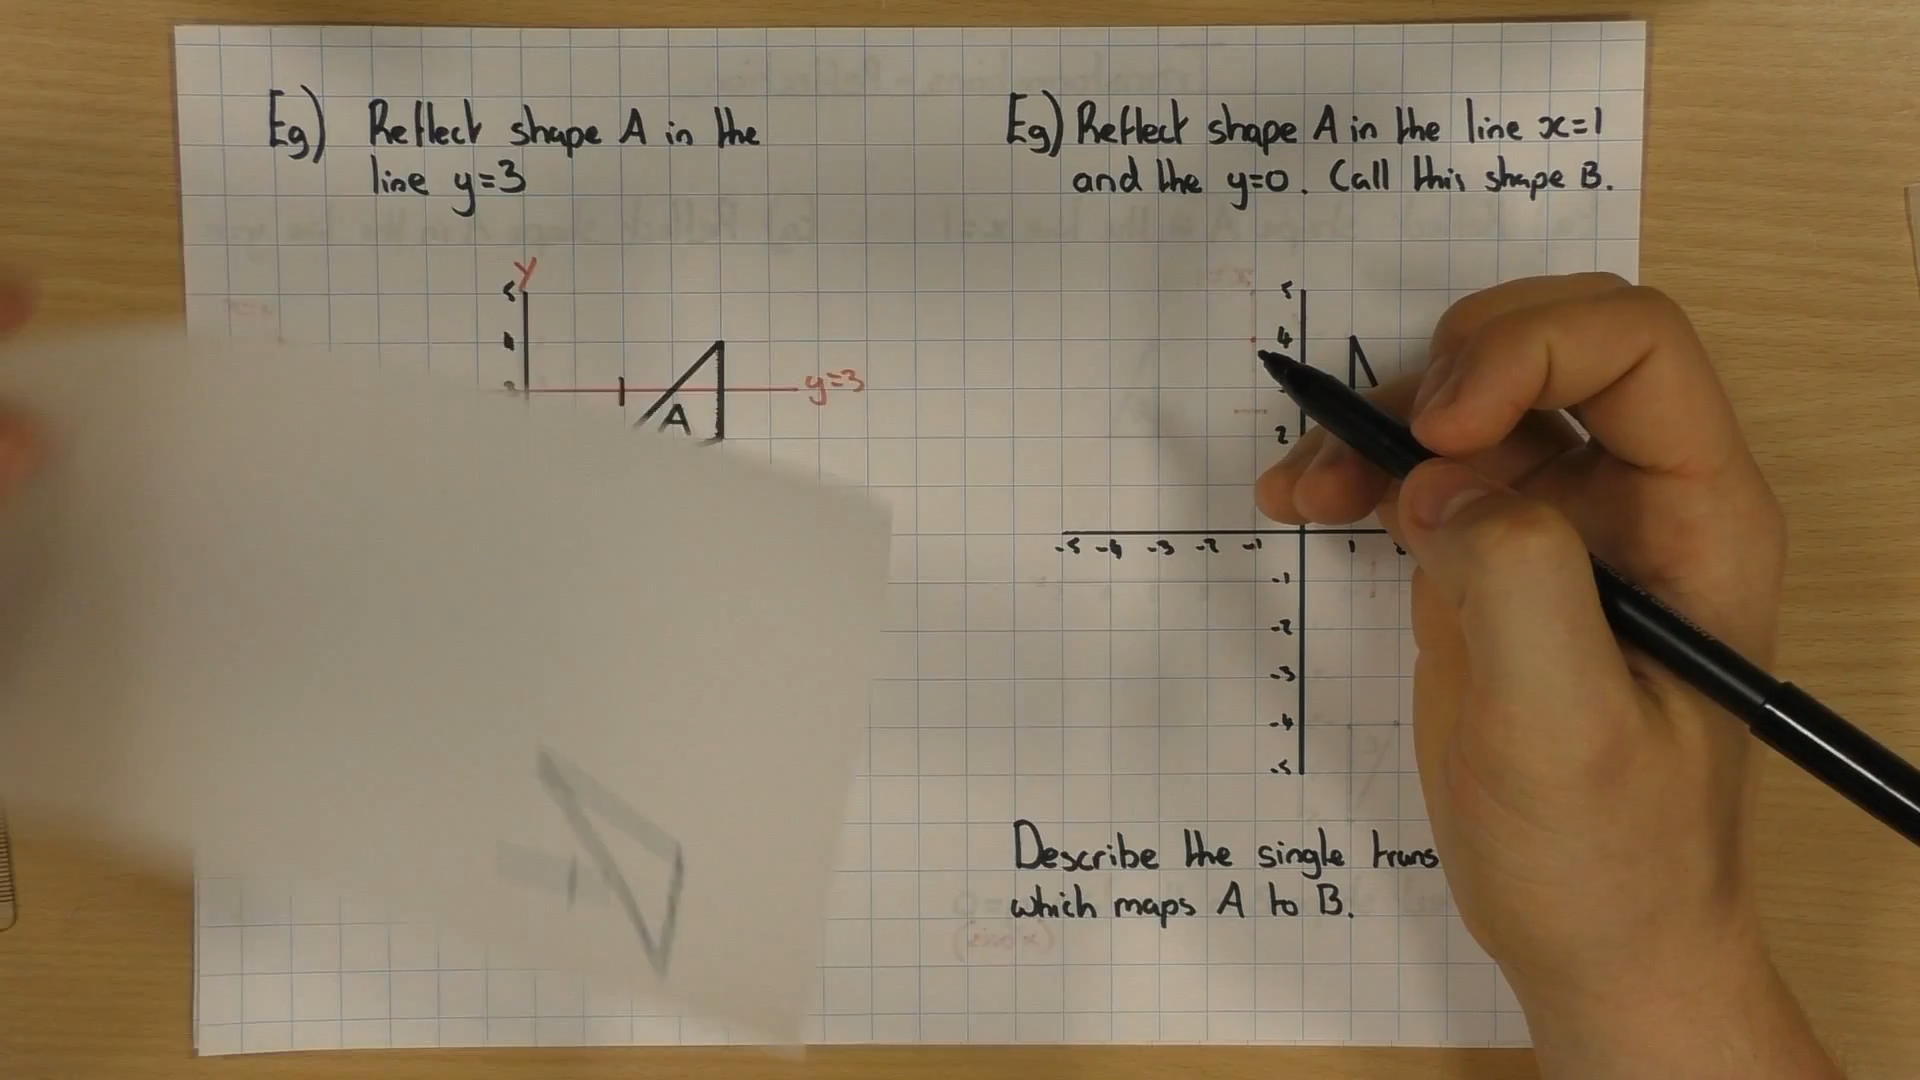 Eg) Reflect shape A in the
line y=3
Y
5
4
y=3
A
Eg) Reflect shape A in the line x=1
and the y=0. Call this shape B.
5
4
2
-5 -4 -3 -2 -1 1 2
-1
-2
-3
-4
-5
Describe the single trans
which maps A to B.